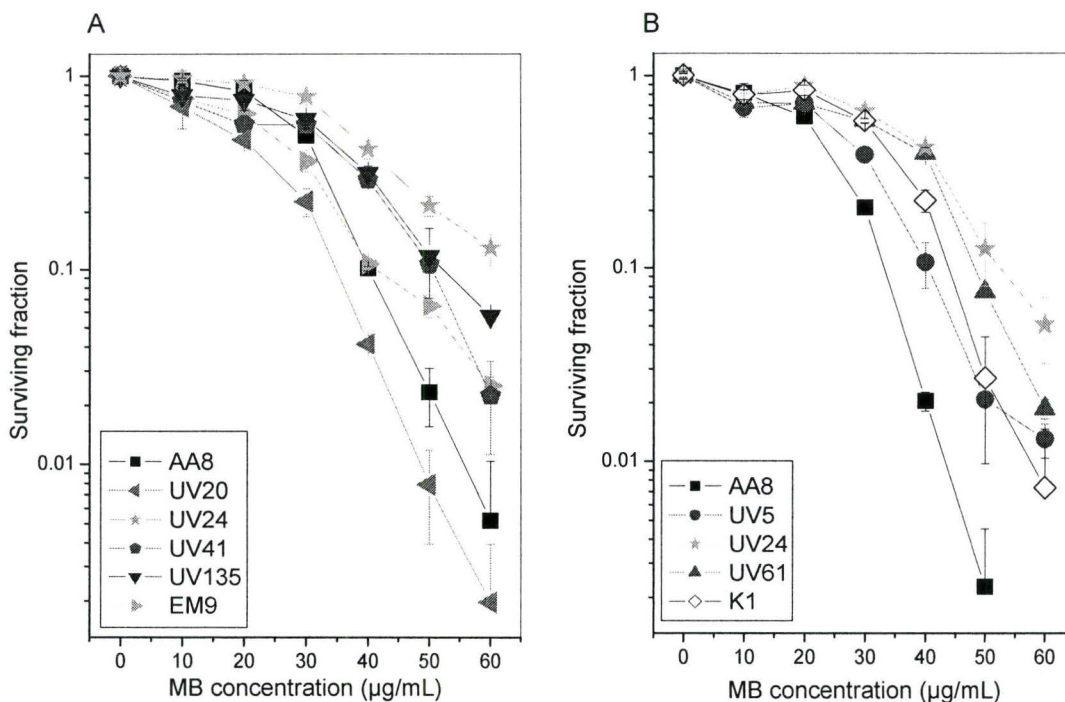 A
Surviving fraction
1
0.1
0.01
AA8
UV20
UV24
UV41
UV135
EM9
0 10 20 30 40 50 60
MB concentration (µg/mL)
B
Surviving fraction
1
0.1
0.01
AA8
UV5
UV24
UV61
K1
0 10 20 30 40 50 60
MB concentration (µg/mL)